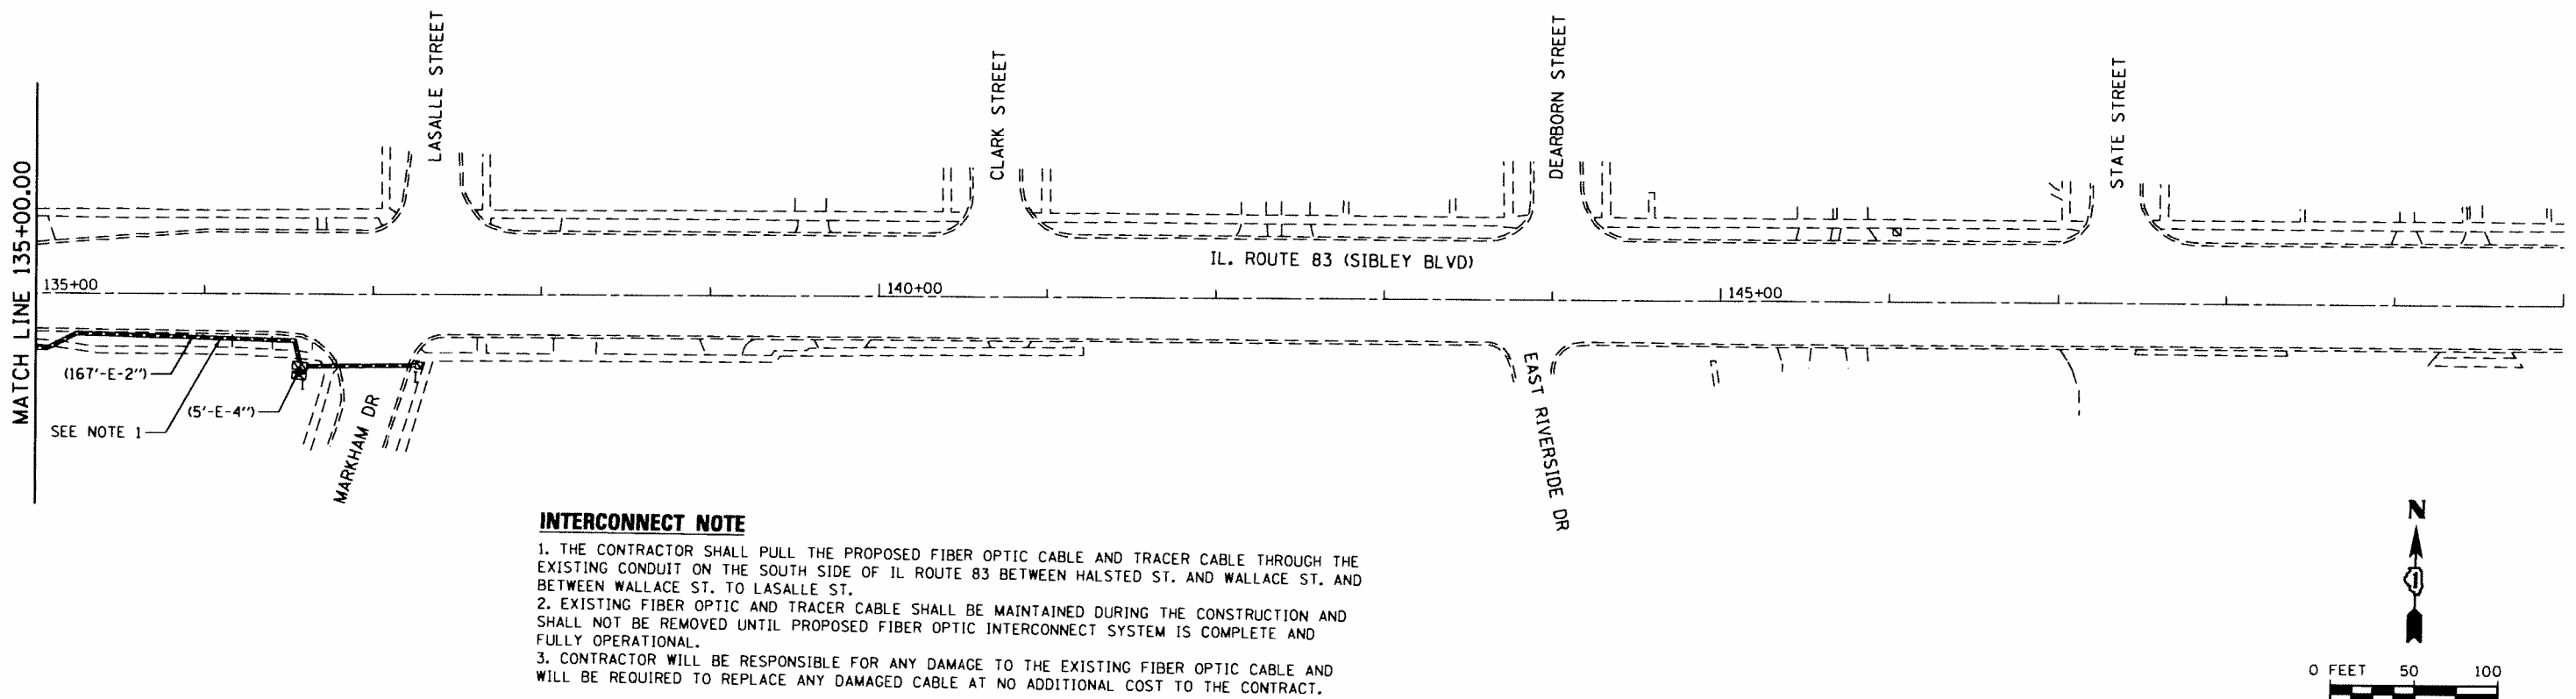 LASALLE STREET
CLARK STREET
DEARBORN STREET
STATE STREET
MATCH LINE 135+00.00
IL. ROUTE 83 (SIBLEY BLVD)
135+00
140+00
145+00
(167'-E-2'')
(5'-E-4'')
SEE NOTE 1
MARKHAM DR
EAST RIVERSIDE DR
INTERCONNECT NOTE
1. THE CONTRACTOR SHALL PULL THE PROPOSED FIBER OPTIC CABLE AND TRACER CABLE THROUGH THE
EXISTING CONDUIT ON THE SOUTH SIDE OF IL ROUTE 83 BETWEEN HALSTED ST. AND WALLACE ST. AND
BETWEEN WALLACE ST. TO LASALLE ST.
2. EXISTING FIBER OPTIC AND TRACER CABLE SHALL BE MAINTAINED DURING THE CONSTRUCTION AND
SHALL NOT BE REMOVED UNTIL PROPOSED FIBER OPTIC INTERCONNECT SYSTEM IS COMPLETE AND
FULLY OPERATIONAL.
3. CONTRACTOR WILL BE RESPONSIBLE FOR ANY DAMAGE TO THE EXISTING FIBER OPTIC CABLE AND
WILL BE REQUIRED TO REPLACE ANY DAMAGED CABLE AT NO ADDITIONAL COST TO THE CONTRACT.
N
1
0 FEET 50 100